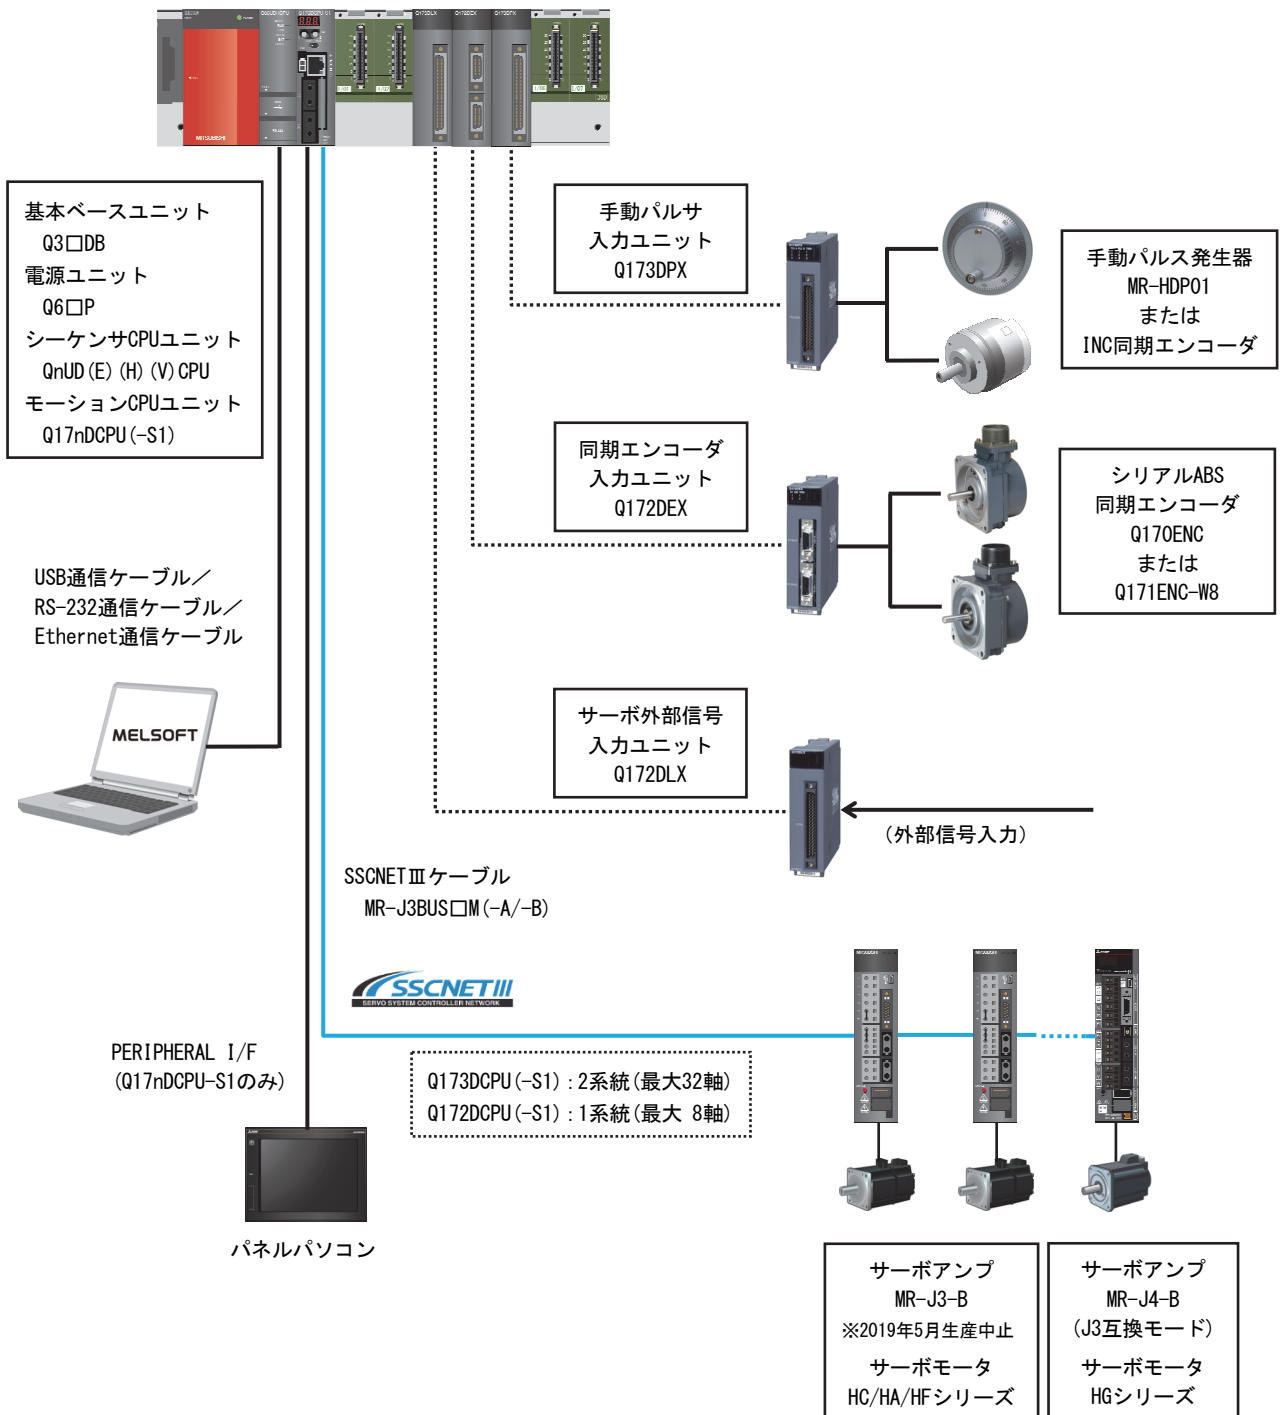 Q172DLX
Q172DEX
Q173DPX
MITSUBISHI
基本ベースユニット
Q3□DB
電源ユニット
Q6□P
シーケンサCPUユニット
QnUD(E)(H)(V)CPU
モーションCPUユニット
Q17nDCPU(-S1)
手動パルサ
入力ユニット
Q173DPX
手動パルス発生器
MR-HDP01
または
INC同期エンコーダ
同期エンコーダ
入力ユニット
Q172DEX
シリアルABS
同期エンコーダ
Q170ENC
または
Q171ENC-W8
USB通信ケーブル／
RS-232通信ケーブル／
Ethernet通信ケーブル
MELSOFT
サーボ外部信号
入力ユニット
Q172DLX
(外部信号入力)
SSCNETⅢケーブル
MR-J3BUS□M(-A/-B)
SSCNETⅢ
SERVO SYSTEM CONTROLLER NETWORK
PERIPHERAL I/F
(Q17nDCPU-S1のみ)
Q173DCPU(-S1):2系統(最大32軸)
Q172DCPU(-S1):1系統(最大 8軸)
パネルパソコン
サーボアンプ
MR-J3-B
※2019年5月生産中止
サーボモータ
HC/HA/HFシリーズ
サーボアンプ
MR-J4-B
(J3互換モード)
サーボモータ
HGシリーズ